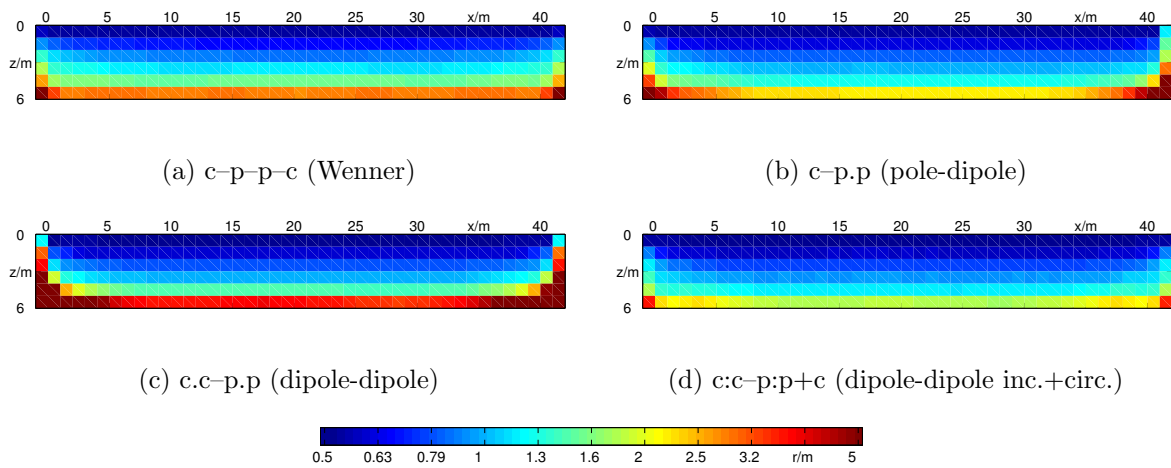 0 5 10 15 20 25 30 x/m 40
0
z/m
6
(a) c–p–p–c (Wenner)
0 5 10 15 20 25 30 x/m 40
0
z/m
6
(b) c–p.p (pole-dipole)
0 5 10 15 20 25 30 x/m 40
0
z/m
6
(c) c.c–p.p (dipole-dipole)
0 5 10 15 20 25 30 x/m 40
0
z/m
6
(d) c:c–p:p+c (dipole-dipole inc.+circ.)
0.5 0.63 0.79 1 1.3 1.6 2 2.5 3.2 r/m 5